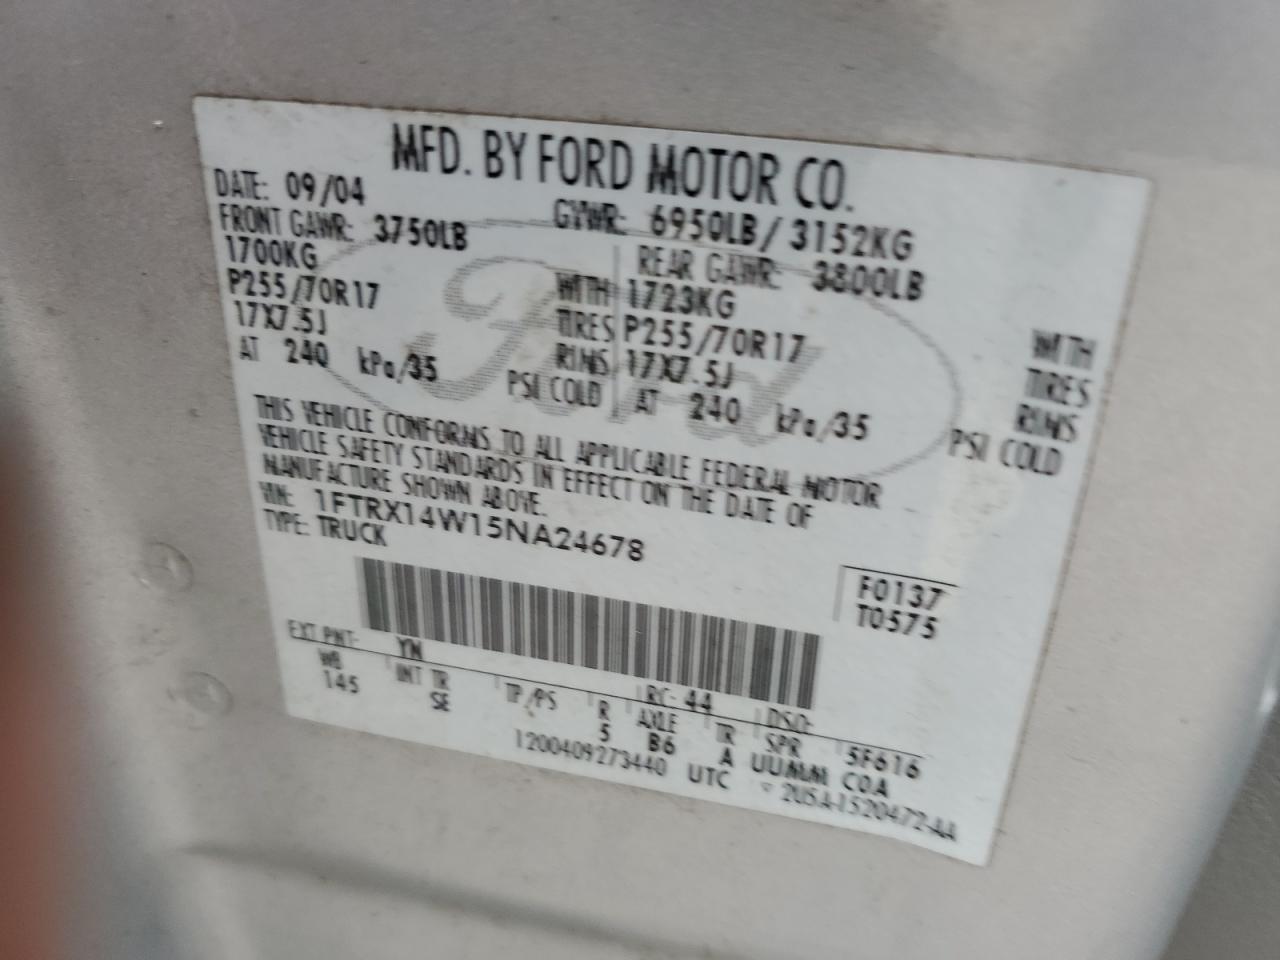 MFD. BY FORD MOTOR CO.
DATE: 09/04 GVWR: 6950LB/ 3152KG
FRONT GAWR: 3750LB REAR GAWR: 3800LB
1700KG WITH 1723KG WITH
P255/70R17 TIRES P255/70R17 TIRES
17X7.5J RIMS 17X7.5J RIMS
AT 240 kPa/35 PSI COLD AT 240 kPa/35 PSI COLD
THIS VEHICLE CONFORMS TO ALL APPLICABLE FEDERAL MOTOR
VEHICLE SAFETY STANDARDS IN EFFECT ON THE DATE OF
MANUFACTURE SHOWN ABOVE.
VIN: 1FTRX14W15NA24678
TYPE: TRUCK
F0137
T0575
EXT PNT: YN RC: 44 DSO:
WB INT TR TP/PS R AXLE TR SPR 5F616
145 SE 5 B6 A UUMM C0A
1200409273440 UTC 2U5A-1520472-AA
Ford